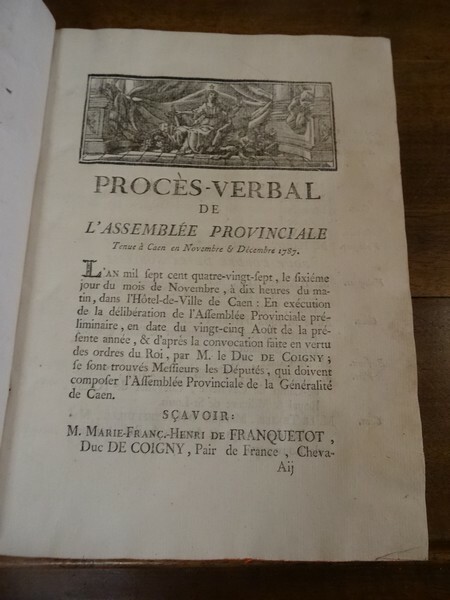 PROCÈS-VERBAL
DE
L'ASSEMBLÉE PROVINCIALE
Tenue à Caen en Novembre & Décembre 1787.
L'AN mil sept cent quatre-vingt-sept, le sixiéme
jour du mois de Novembre, à dix heures du ma-
tin, dans l'Hôtel-de-Ville de Caen: En exécution
de la délibération de l'Assemblée Provinciale pré-
liminaire, en date du vingt-cinq Août de la pré-
sente année, & d'après la convocation faite en vertu
des ordres du Roi, par M. le Duc DE COIGNY;
se sont trouvés Messieurs les Députés, qui doivent
composer l'Assemblée Provinciale de la Généralité
de Caen.
SÇAVOIR:
M. MARIE-FRANÇ.-HENRI DE FRANQUETOT,
Duc DE COIGNY, Pair de France, Cheva-
Aij